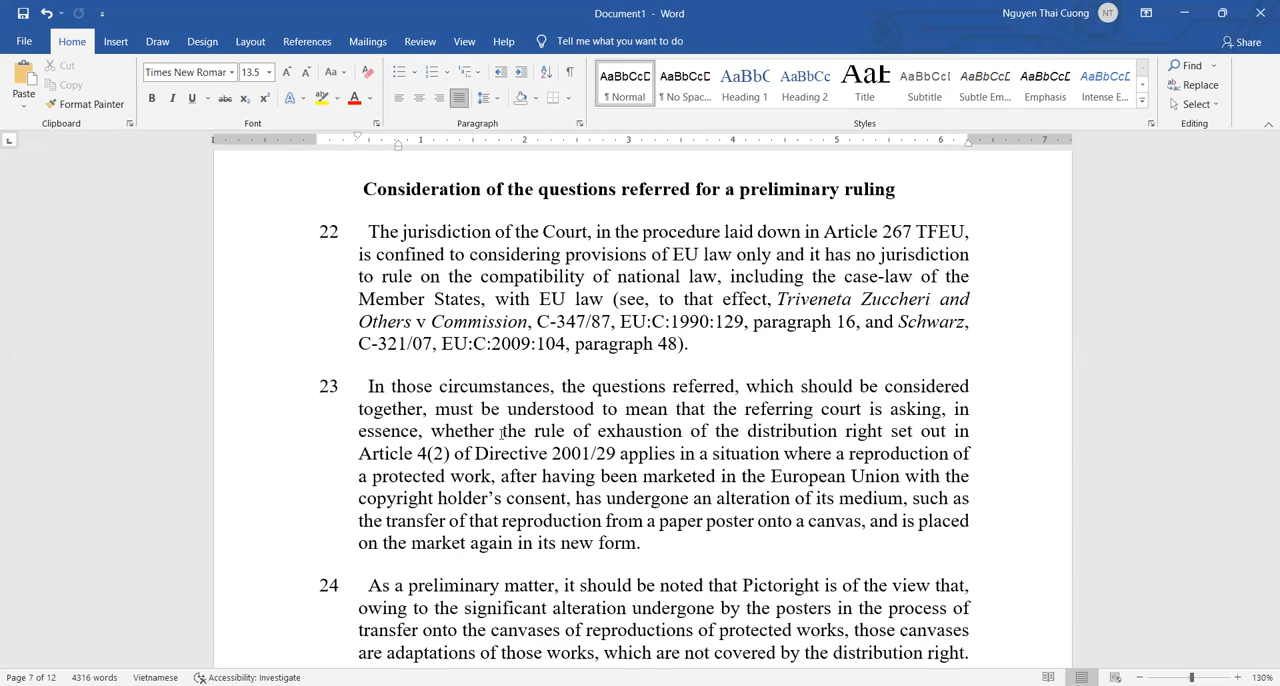 Document1 - Word
Nguyen Thai Cuong NT
File Home Insert Draw Design Layout References Mailings Review View Help Tell me what you want to do Share
Paste
Cut
Copy
Format Painter
Clipboard
Times New Roman 13.5
Font
Paragraph
AaBbCcD AaBbCcD AaBbC AaBbCc Aab AaBbCcD AaBbCcD AaBbCcD AaBbCcD
¶ Normal ¶ No Spac... Heading 1 Heading 2 Title Subtitle Subtle Em... Emphasis Intense E...
Styles
Find
Replace
Select
Editing
1 1 2 3 4 5 6 7
Consideration of the questions referred for a preliminary ruling
22 The jurisdiction of the Court, in the procedure laid down in Article 267 TFEU,
is confined to considering provisions of EU law only and it has no jurisdiction
to rule on the compatibility of national law, including the case-law of the
Member States, with EU law (see, to that effect, Triveneta Zuccheri and
Others v Commission, C-347/87, EU:C:1990:129, paragraph 16, and Schwarz,
C-321/07, EU:C:2009:104, paragraph 48).
23 In those circumstances, the questions referred, which should be considered
together, must be understood to mean that the referring court is asking, in
essence, whether the rule of exhaustion of the distribution right set out in
Article 4(2) of Directive 2001/29 applies in a situation where a reproduction of
a protected work, after having been marketed in the European Union with the
copyright holder's consent, has undergone an alteration of its medium, such as
the transfer of that reproduction from a paper poster onto a canvas, and is placed
on the market again in its new form.
24 As a preliminary matter, it should be noted that Pictoright is of the view that,
owing to the significant alteration undergone by the posters in the process of
transfer onto the canvases of reproductions of protected works, those canvases
are adaptations of those works, which are not covered by the distribution right.
Page 7 of 12 4316 words Vietnamese Accessibility: Investigate 130%